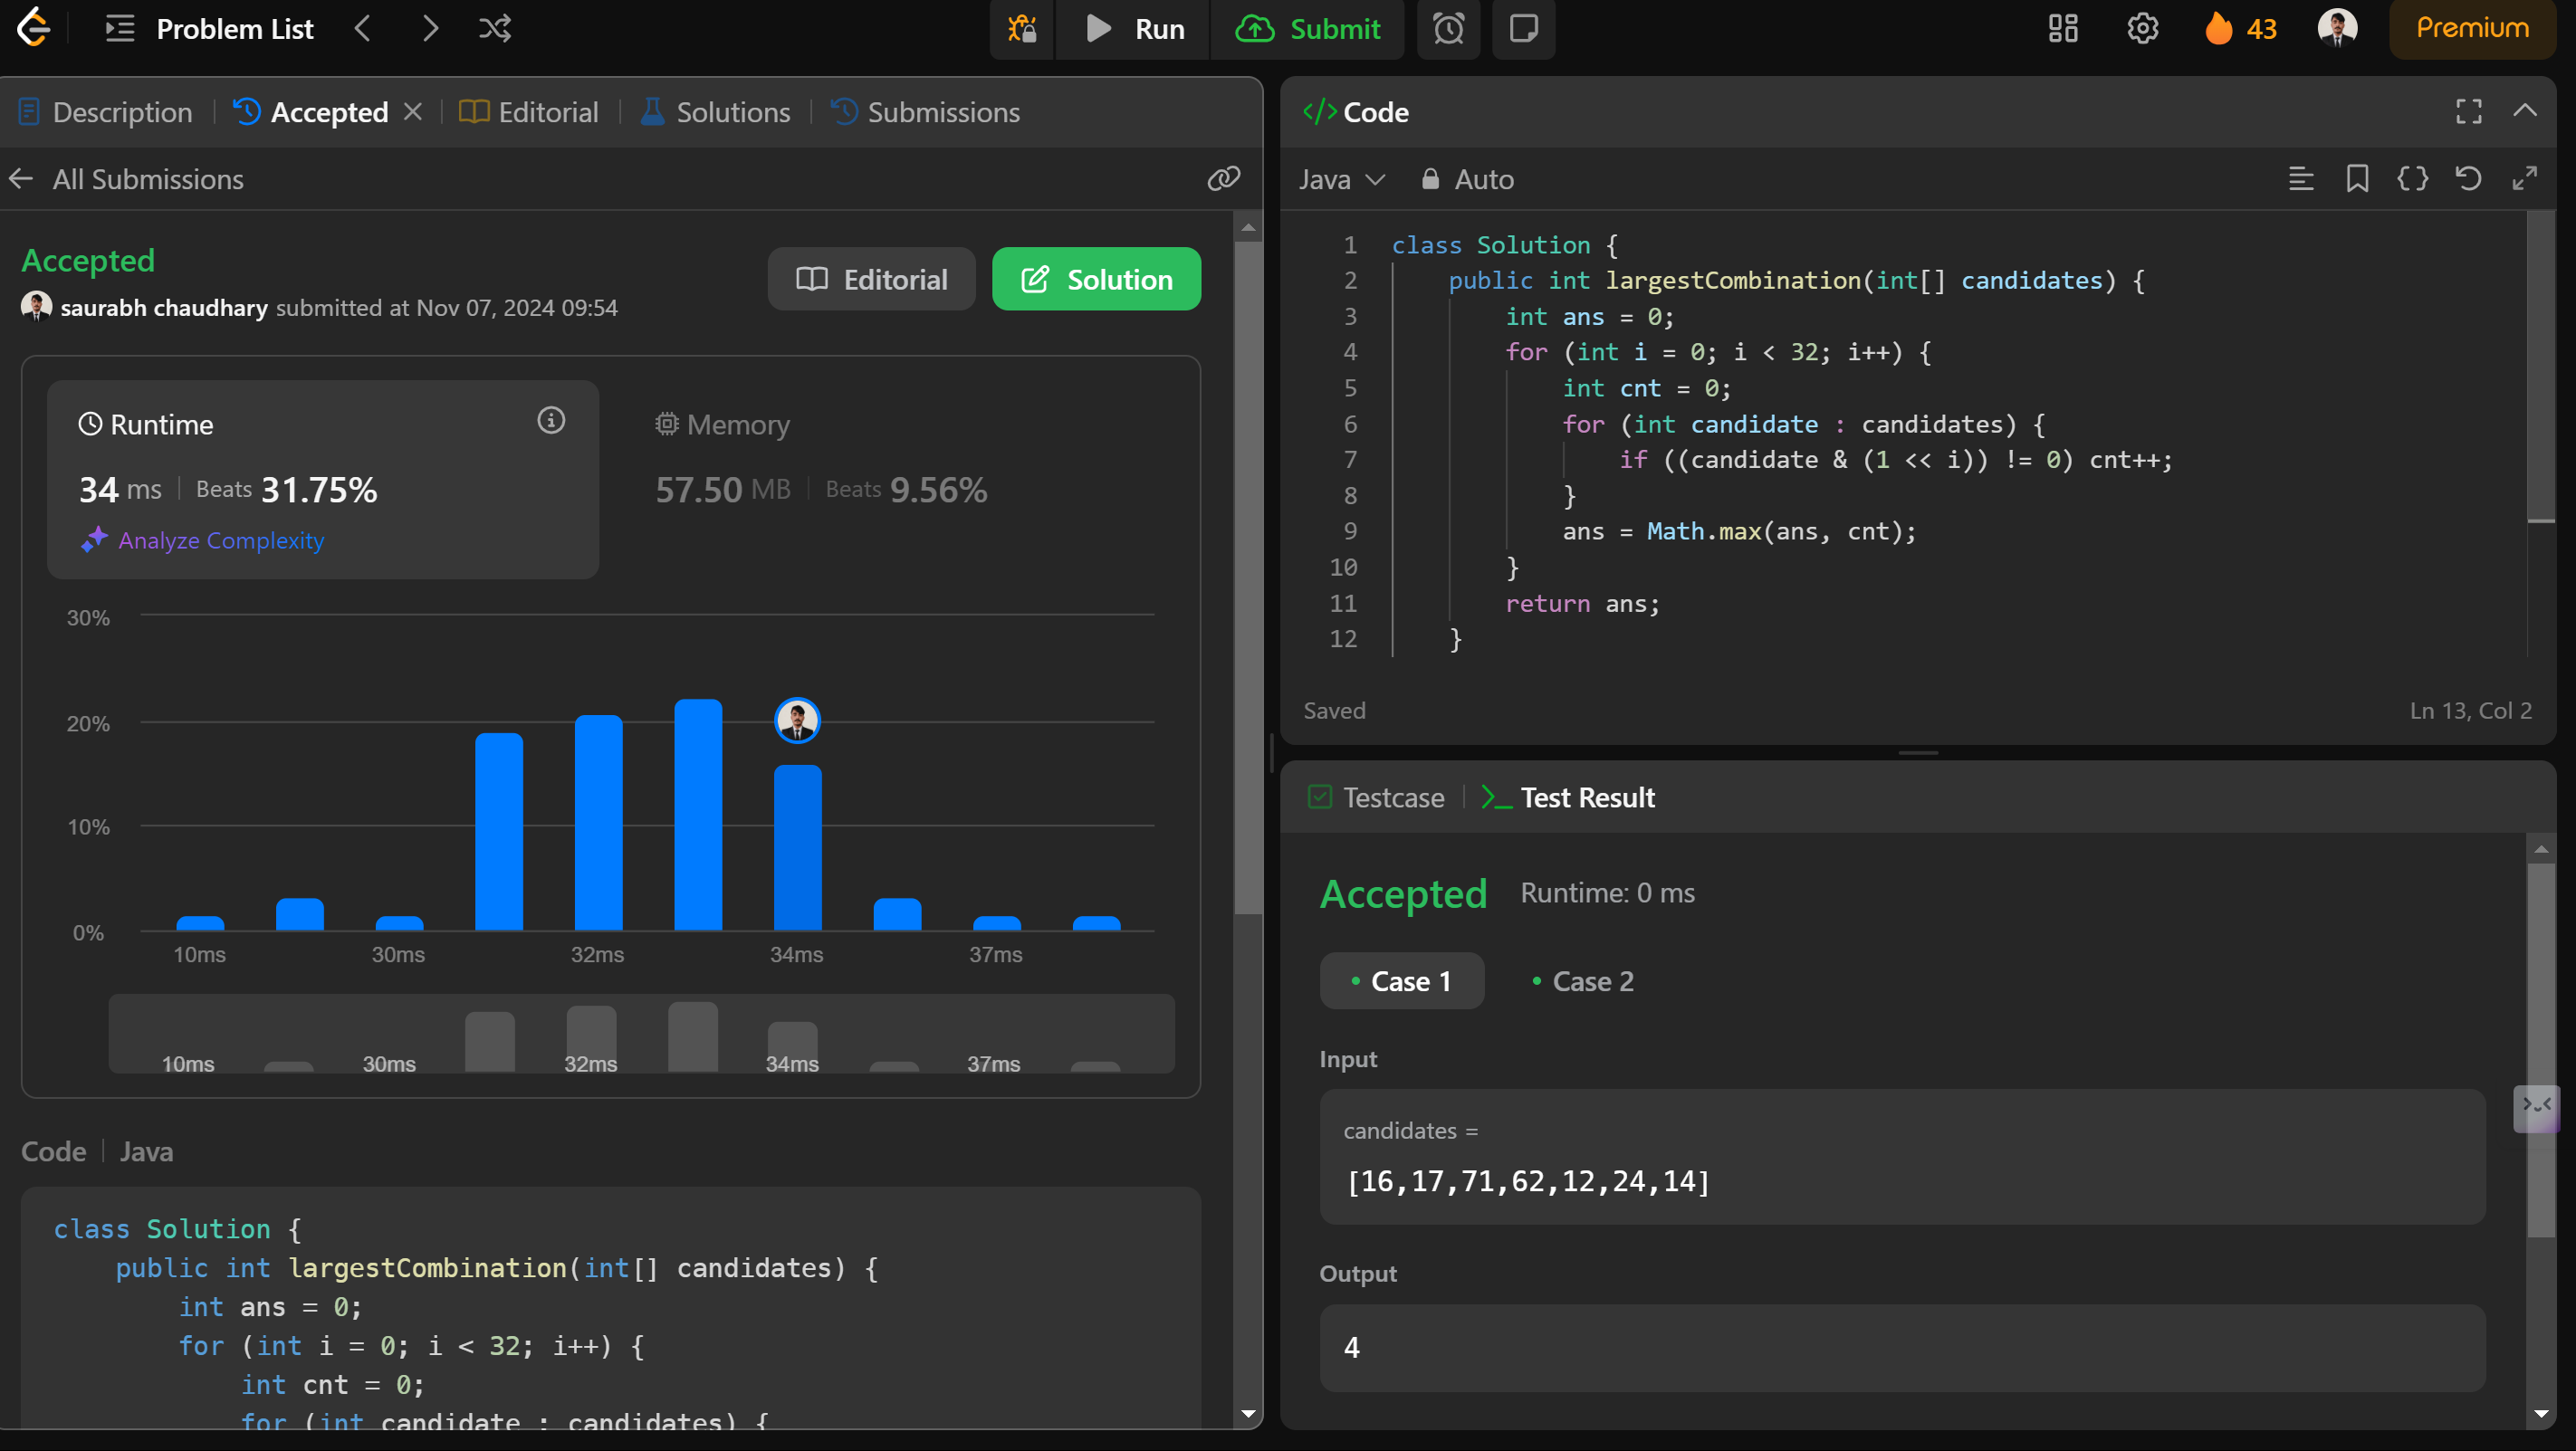 Problem List
Run
Submit
43
Premium
Description
Accepted
Editorial
Solutions
Submissions
All Submissions
Accepted
saurabh chaudhary submitted at Nov 07, 2024 09:54
Editorial
Solution
Runtime
34 ms | Beats 31.75%
Analyze Complexity
Memory
57.50 MB | Beats 9.56%
30%
20%
10%
0%
10ms 30ms 32ms 34ms 37ms
10ms 30ms 32ms 34ms 37ms
Code | Java
class Solution {
    public int largestCombination(int[] candidates) {
        int ans = 0;
        for (int i = 0; i < 32; i++) {
            int cnt = 0;
            for (int candidate : candidates) {
Code
Java
Auto
1 class Solution {
2     public int largestCombination(int[] candidates) {
3         int ans = 0;
4         for (int i = 0; i < 32; i++) {
5             int cnt = 0;
6             for (int candidate : candidates) {
7                 if ((candidate & (1 << i)) != 0) cnt++;
8             }
9             ans = Math.max(ans, cnt);
10         }
11         return ans;
12     }
Saved
Ln 13, Col 2
Testcase
Test Result
Accepted
Runtime: 0 ms
Case 1
Case 2
Input
candidates =
[16,17,71,62,12,24,14]
Output
4